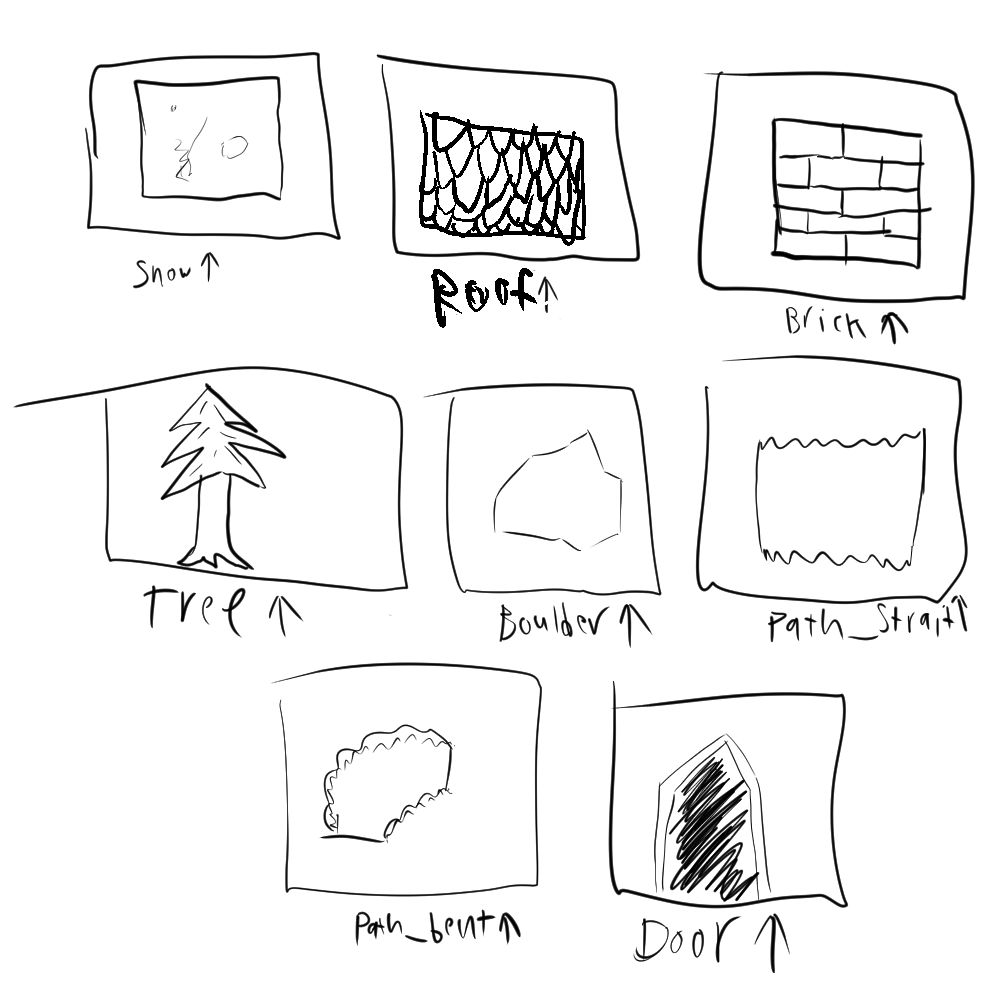 Snow ↑
Roof ↑
Brick ↑
Tree ↑
Boulder ↑
Path_Strait ↑
Path_bent ↑
Door ↑